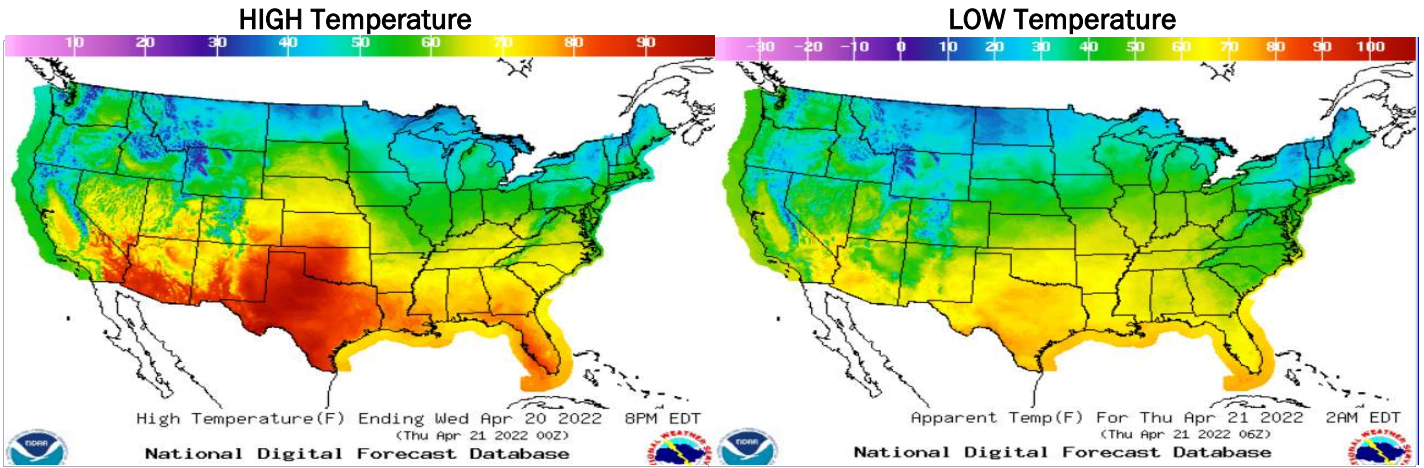 HIGH Temperature
10 20 30 40 50 60 70 80 90
High Temperature(F) Ending Wed Apr 20 2022 8PM EDT
(Thu Apr 21 2022 00Z)
National Digital Forecast Database
NOAA
LOW Temperature
-30 -20 -10 0 10 20 30 40 50 60 70 80 90 100
Apparent Temp(F) For Thu Apr 21 2022 2AM EDT
(Thu Apr 21 2022 06Z)
National Digital Forecast Database
NOAA